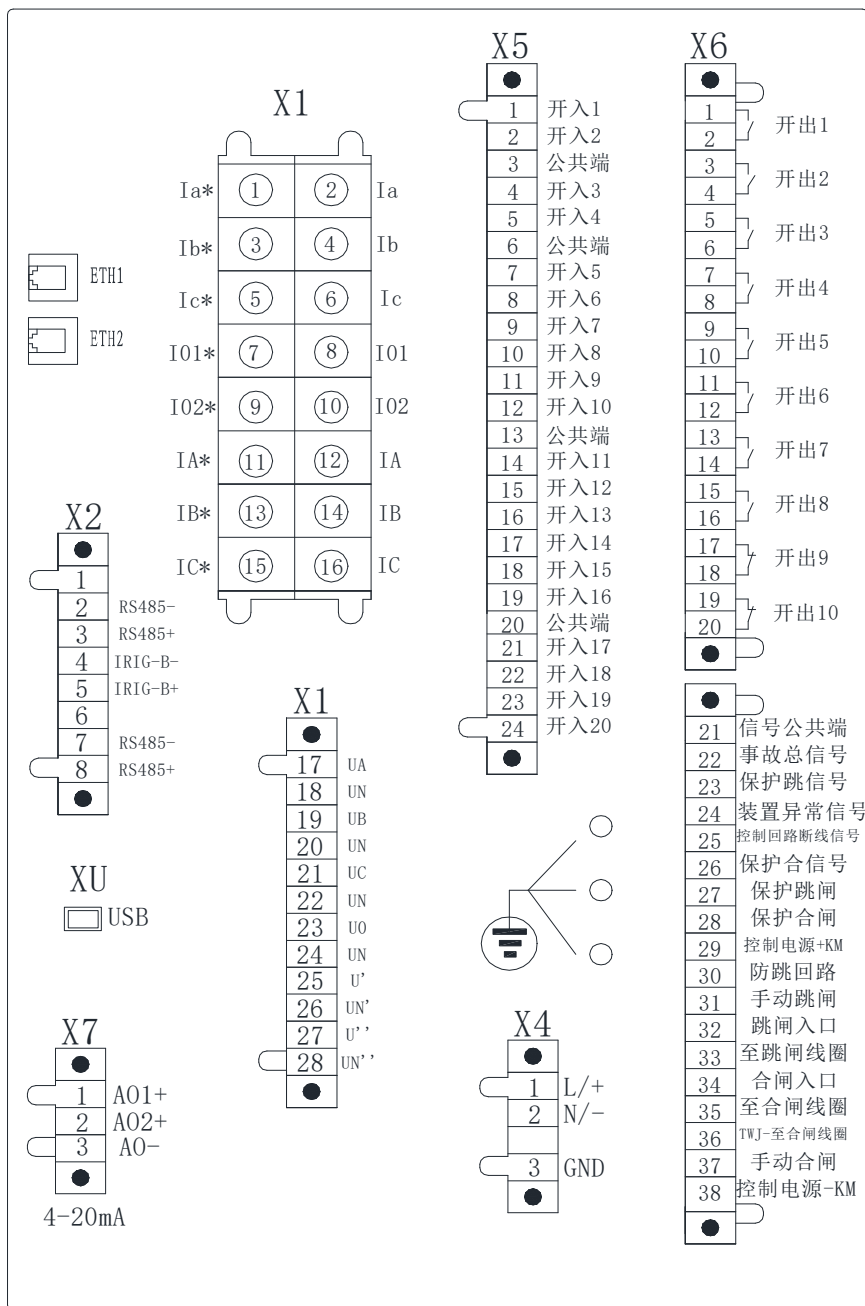 X1
Ia* 1 2 Ia
Ib* 3 4 Ib
Ic* 5 6 Ic
I01* 7 8 I01
I02* 9 10 I02
IA* 11 12 IA
IB* 13 14 IB
IC* 15 16 IC
ETH1
ETH2
X2
1
2 RS485-
3 RS485+
4 IRIG-B-
5 IRIG-B+
6
7 RS485-
8 RS485+
XU
USB
X7
1 AO1+
2 AO2+
3 AO-
4-20mA
X1
17 UA
18 UN
19 UB
20 UN
21 UC
22 UN
23 U0
24 UN
25 U'
26 UN'
27 U''
28 UN''
X5
1 开入1
2 开入2
3 公共端
4 开入3
5 开入4
6 公共端
7 开入5
8 开入6
9 开入7
10 开入8
11 开入9
12 开入10
13 公共端
14 开入11
15 开入12
16 开入13
17 开入14
18 开入15
19 开入16
20 公共端
21 开入17
22 开入18
23 开入19
24 开入20
X4
1 L/+
2 N/-
3 GND
X6
1
2 开出1
3
4 开出2
5
6 开出3
7
8 开出4
9
10 开出5
11
12 开出6
13
14 开出7
15
16 开出8
17
18 开出9
19
20 开出10
21 信号公共端
22 事故总信号
23 保护跳信号
24 装置异常信号
25 控制回路断线信号
26 保护合信号
27 保护跳闸
28 保护合闸
29 控制电源+KM
30 防跳回路
31 手动跳闸
32 跳闸入口
33 至跳闸线圈
34 合闸入口
35 至合闸线圈
36 TWJ-至合闸线圈
37 手动合闸
38 控制电源-KM